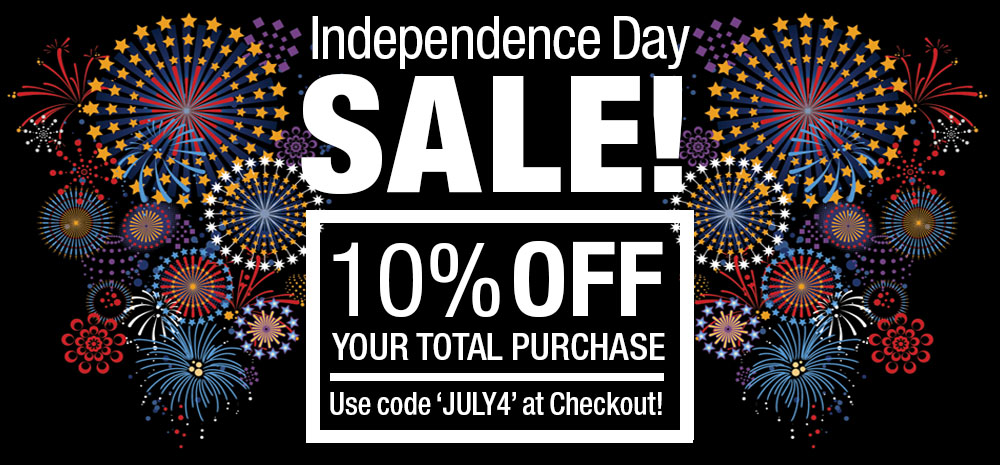 Independence Day
SALE!
10% OFF
YOUR TOTAL PURCHASE
Use code ‘JULY4’ at Checkout!